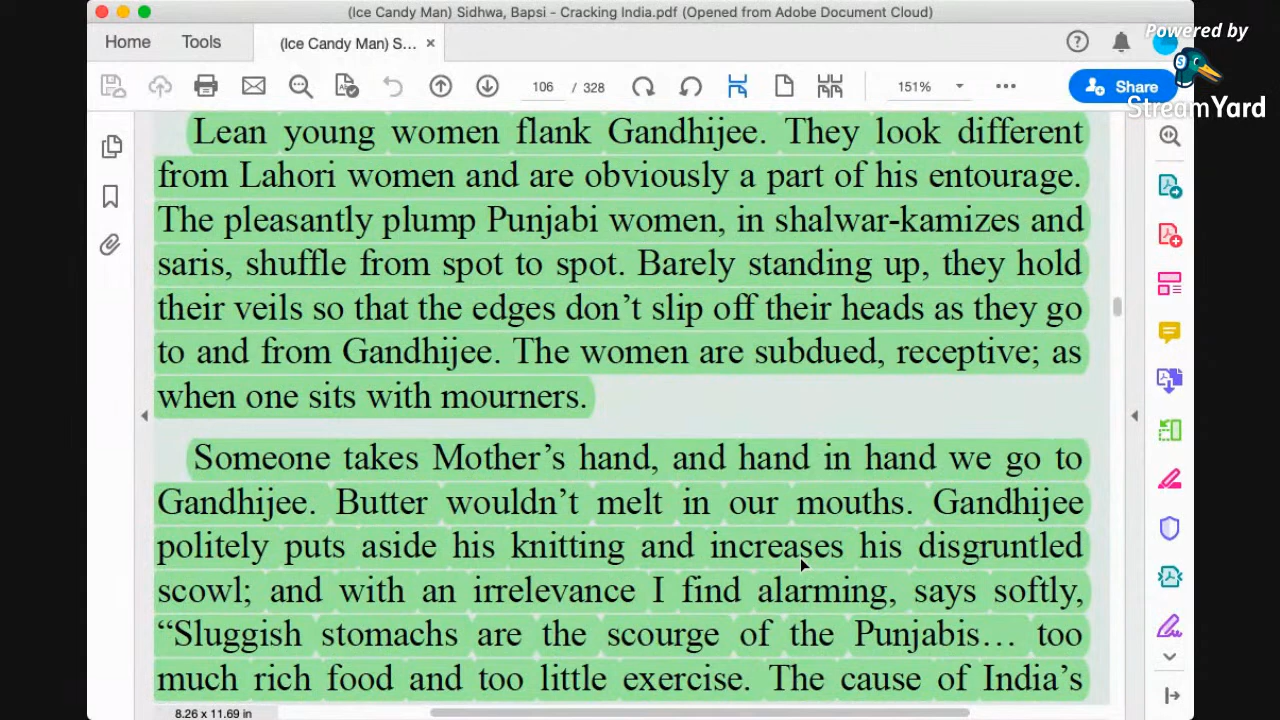 (Ice Candy Man) Sidhwa, Bapsi - Cracking India.pdf (Opened from Adobe Document Cloud)
Powered by
Home Tools (Ice Candy Man) S... ×
106 / 328 151% Share
StreamYard
Lean young women flank Gandhijee. They look different
from Lahori women and are obviously a part of his entourage.
The pleasantly plump Punjabi women, in shalwar-kamizes and
saris, shuffle from spot to spot. Barely standing up, they hold
their veils so that the edges don’t slip off their heads as they go
to and from Gandhijee. The women are subdued, receptive; as
when one sits with mourners.
Someone takes Mother’s hand, and hand in hand we go to
Gandhijee. Butter wouldn’t melt in our mouths. Gandhijee
politely puts aside his knitting and increases his disgruntled
scowl; and with an irrelevance I find alarming, says softly,
“Sluggish stomachs are the scourge of the Punjabis… too
much rich food and too little exercise. The cause of India’s
8.26 x 11.69 in